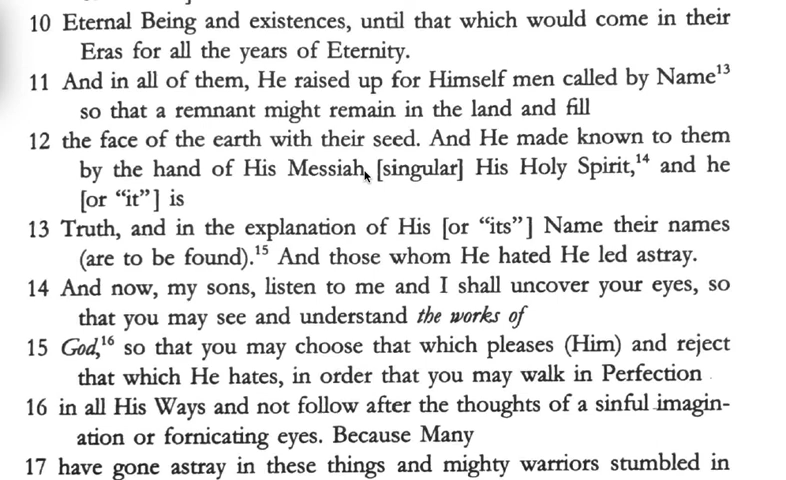 10 Eternal Being and existences, until that which would come in their
Eras for all the years of Eternity.
11 And in all of them, He raised up for Himself men called by Name13
so that a remnant might remain in the land and fill
12 the face of the earth with their seed. And He made known to them
by the hand of His Messiah, [singular] His Holy Spirit,14 and he
[or “it”] is
13 Truth, and in the explanation of His [or “its”] Name their names
(are to be found).15 And those whom He hated He led astray.
14 And now, my sons, listen to me and I shall uncover your eyes, so
that you may see and understand the works of
15 God,16 so that you may choose that which pleases (Him) and reject
that which He hates, in order that you may walk in Perfection
16 in all His Ways and not follow after the thoughts of a sinful imagin-
ation or fornicating eyes. Because Many
17 have gone astray in these things and mighty warriors stumbled in